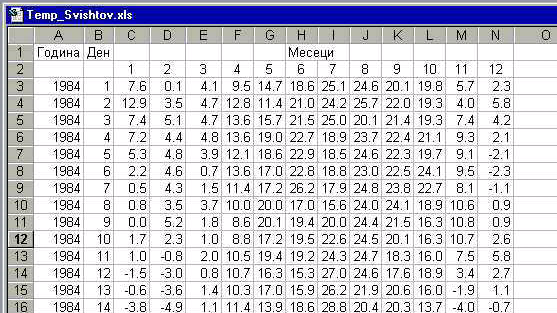 Temp_Svishtov.xls
A B C D E F G H I J K L M N O
1 Година Ден Месеци
2 1 2 3 4 5 6 7 8 9 10 11 12
3 1984 1 7.6 0.1 4.1 9.5 14.7 18.6 25.1 24.6 20.1 19.8 5.7 2.3
4 1984 2 12.9 3.5 4.7 12.8 11.4 21.0 24.2 25.7 22.0 19.3 4.0 5.8
5 1984 3 7.4 5.1 4.7 13.6 15.7 21.5 25.0 20.1 21.4 19.3 7.4 4.2
6 1984 4 7.2 4.4 4.8 13.6 19.0 22.7 18.9 23.7 22.4 21.1 9.3 2.1
7 1984 5 5.3 4.8 3.9 12.1 18.6 22.9 18.5 24.6 22.3 19.7 9.1 -2.1
8 1984 6 2.2 4.6 0.7 13.6 17.0 22.8 18.8 23.0 22.5 24.1 9.5 -2.3
9 1984 7 0.5 4.3 1.5 11.4 17.2 26.2 17.9 24.8 23.8 22.7 8.1 -1.1
10 1984 8 0.8 3.5 3.7 10.0 20.0 17.0 15.6 24.0 24.1 18.9 10.6 0.9
11 1984 9 0.0 5.2 1.8 8.6 20.1 19.4 20.0 24.4 21.5 16.3 10.8 0.9
12 1984 10 1.7 2.3 1.0 8.8 17.2 19.5 22.6 24.5 20.1 16.3 10.7 2.6
13 1984 11 1.0 -0.8 2.0 10.5 19.4 19.2 24.3 24.7 18.3 16.0 7.5 5.8
14 1984 12 -1.5 -3.0 0.8 10.7 16.3 15.3 27.0 24.6 17.6 18.9 3.4 2.7
15 1984 13 -0.6 -3.6 1.4 10.3 17.0 15.9 26.2 21.9 20.6 16.0 -1.9 1.1
16 1984 14 -3.8 -4.9 1.1 11.4 13.9 18.6 28.8 20.4 20.3 13.7 -4.0 -0.7